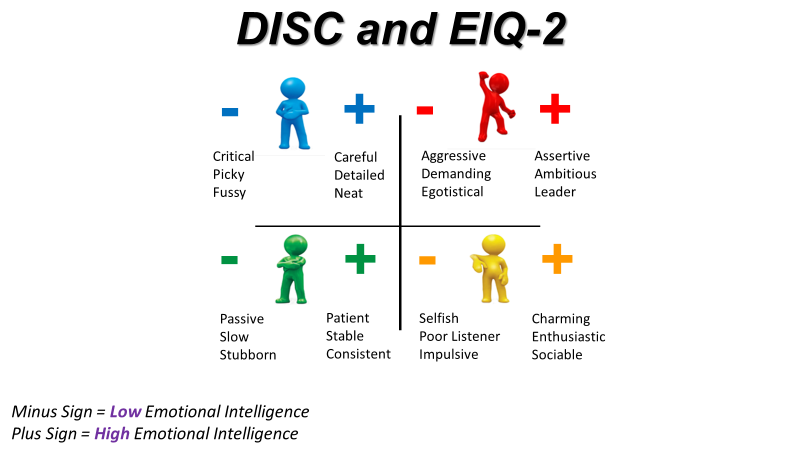 DISC and EIQ-2
- + - +
Critical
Picky
Fussy
Careful
Detailed
Neat
Aggressive
Demanding
Egotistical
Assertive
Ambitious
Leader
- + - +
Passive
Slow
Stubborn
Patient
Stable
Consistent
Selfish
Poor Listener
Impulsive
Charming
Enthusiastic
Sociable
Minus Sign = Low Emotional Intelligence
Plus Sign = High Emotional Intelligence